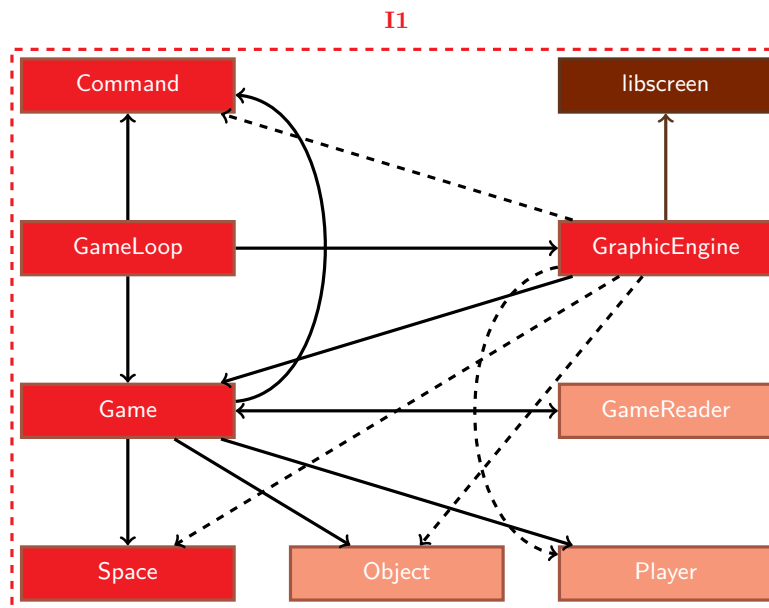 I1
Command
libscreen
GameLoop
GraphicEngine
Game
GameReader
Space
Object
Player